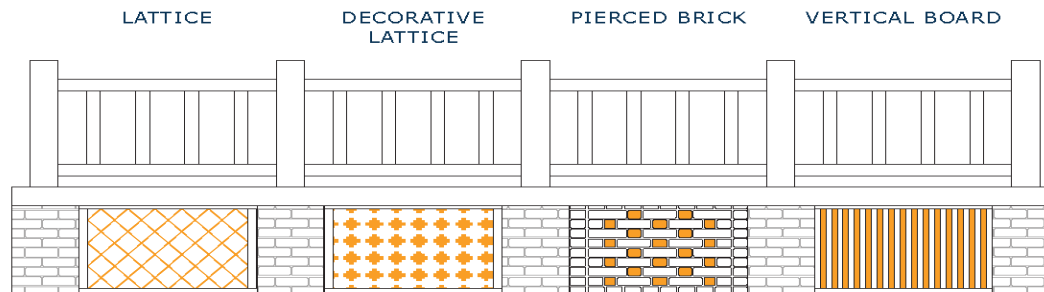 LATTICE
DECORATIVE
LATTICE
PIERCED BRICK
VERTICAL BOARD